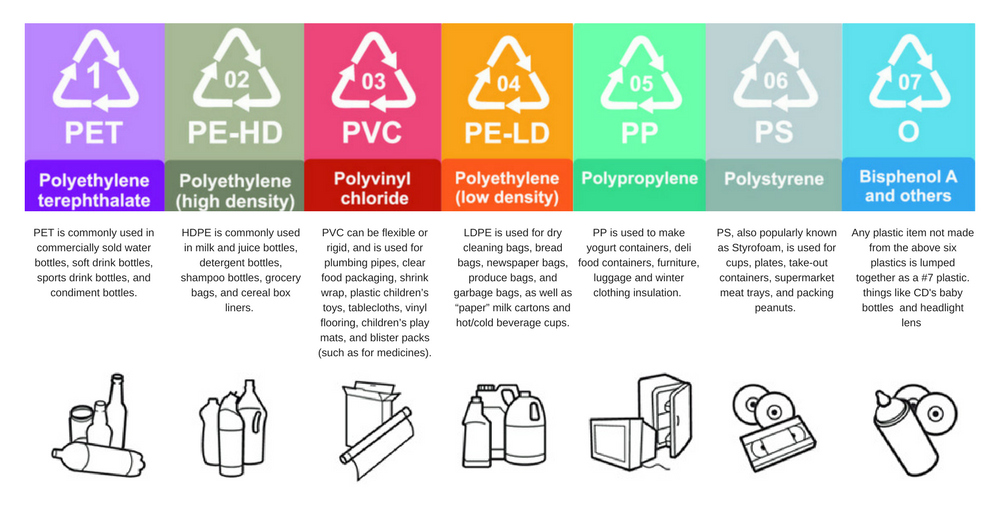 1
PET
Polyethylene
terephthalate
PET is commonly used in
commercially sold water
bottles, soft drink bottles,
sports drink bottles, and
condiment bottles.
02
PE-HD
Polyethylene
(high density)
HDPE is commonly used
in milk and juice bottles,
detergent bottles,
shampoo bottles, grocery
bags, and cereal box
liners.
03
PVC
Polyvinyl
chloride
PVC can be flexible or
rigid, and is used for
plumbing pipes, clear
food packaging, shrink
wrap, plastic children's
toys, tablecloths, vinyl
flooring, children's play
mats, and blister packs
(such as for medicines).
04
PE-LD
Polyethylene
(low density)
LDPE is used for dry
cleaning bags, bread
bags, newspaper bags,
produce bags, and
garbage bags, as well as
“paper” milk cartons and
hot/cold beverage cups.
05
PP
Polypropylene
PP is used to make
yogurt containers, deli
food containers, furniture,
luggage and winter
clothing insulation.
06
PS
Polystyrene
PS, also popularly known
as Styrofoam, is used for
cups, plates, take-out
containers, supermarket
meat trays, and packing
peanuts.
07
O
Bisphenol A
and others
Any plastic item not made
from the above six
plastics is lumped
together as a #7 plastic.
things like CD's baby
bottles and headlight
lens